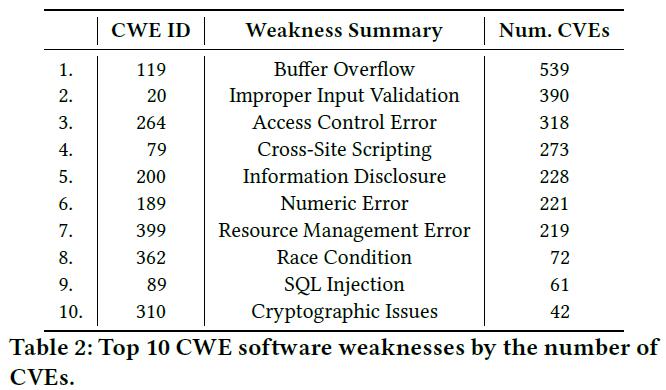 CWE ID Weakness Summary Num. CVEs
1. 119 Buffer Overflow 539
2. 20 Improper Input Validation 390
3. 264 Access Control Error 318
4. 79 Cross-Site Scripting 273
5. 200 Information Disclosure 228
6. 189 Numeric Error 221
7. 399 Resource Management Error 219
8. 362 Race Condition 72
9. 89 SQL Injection 61
10. 310 Cryptographic Issues 42
Table 2: Top 10 CWE software weaknesses by the number of
CVEs.